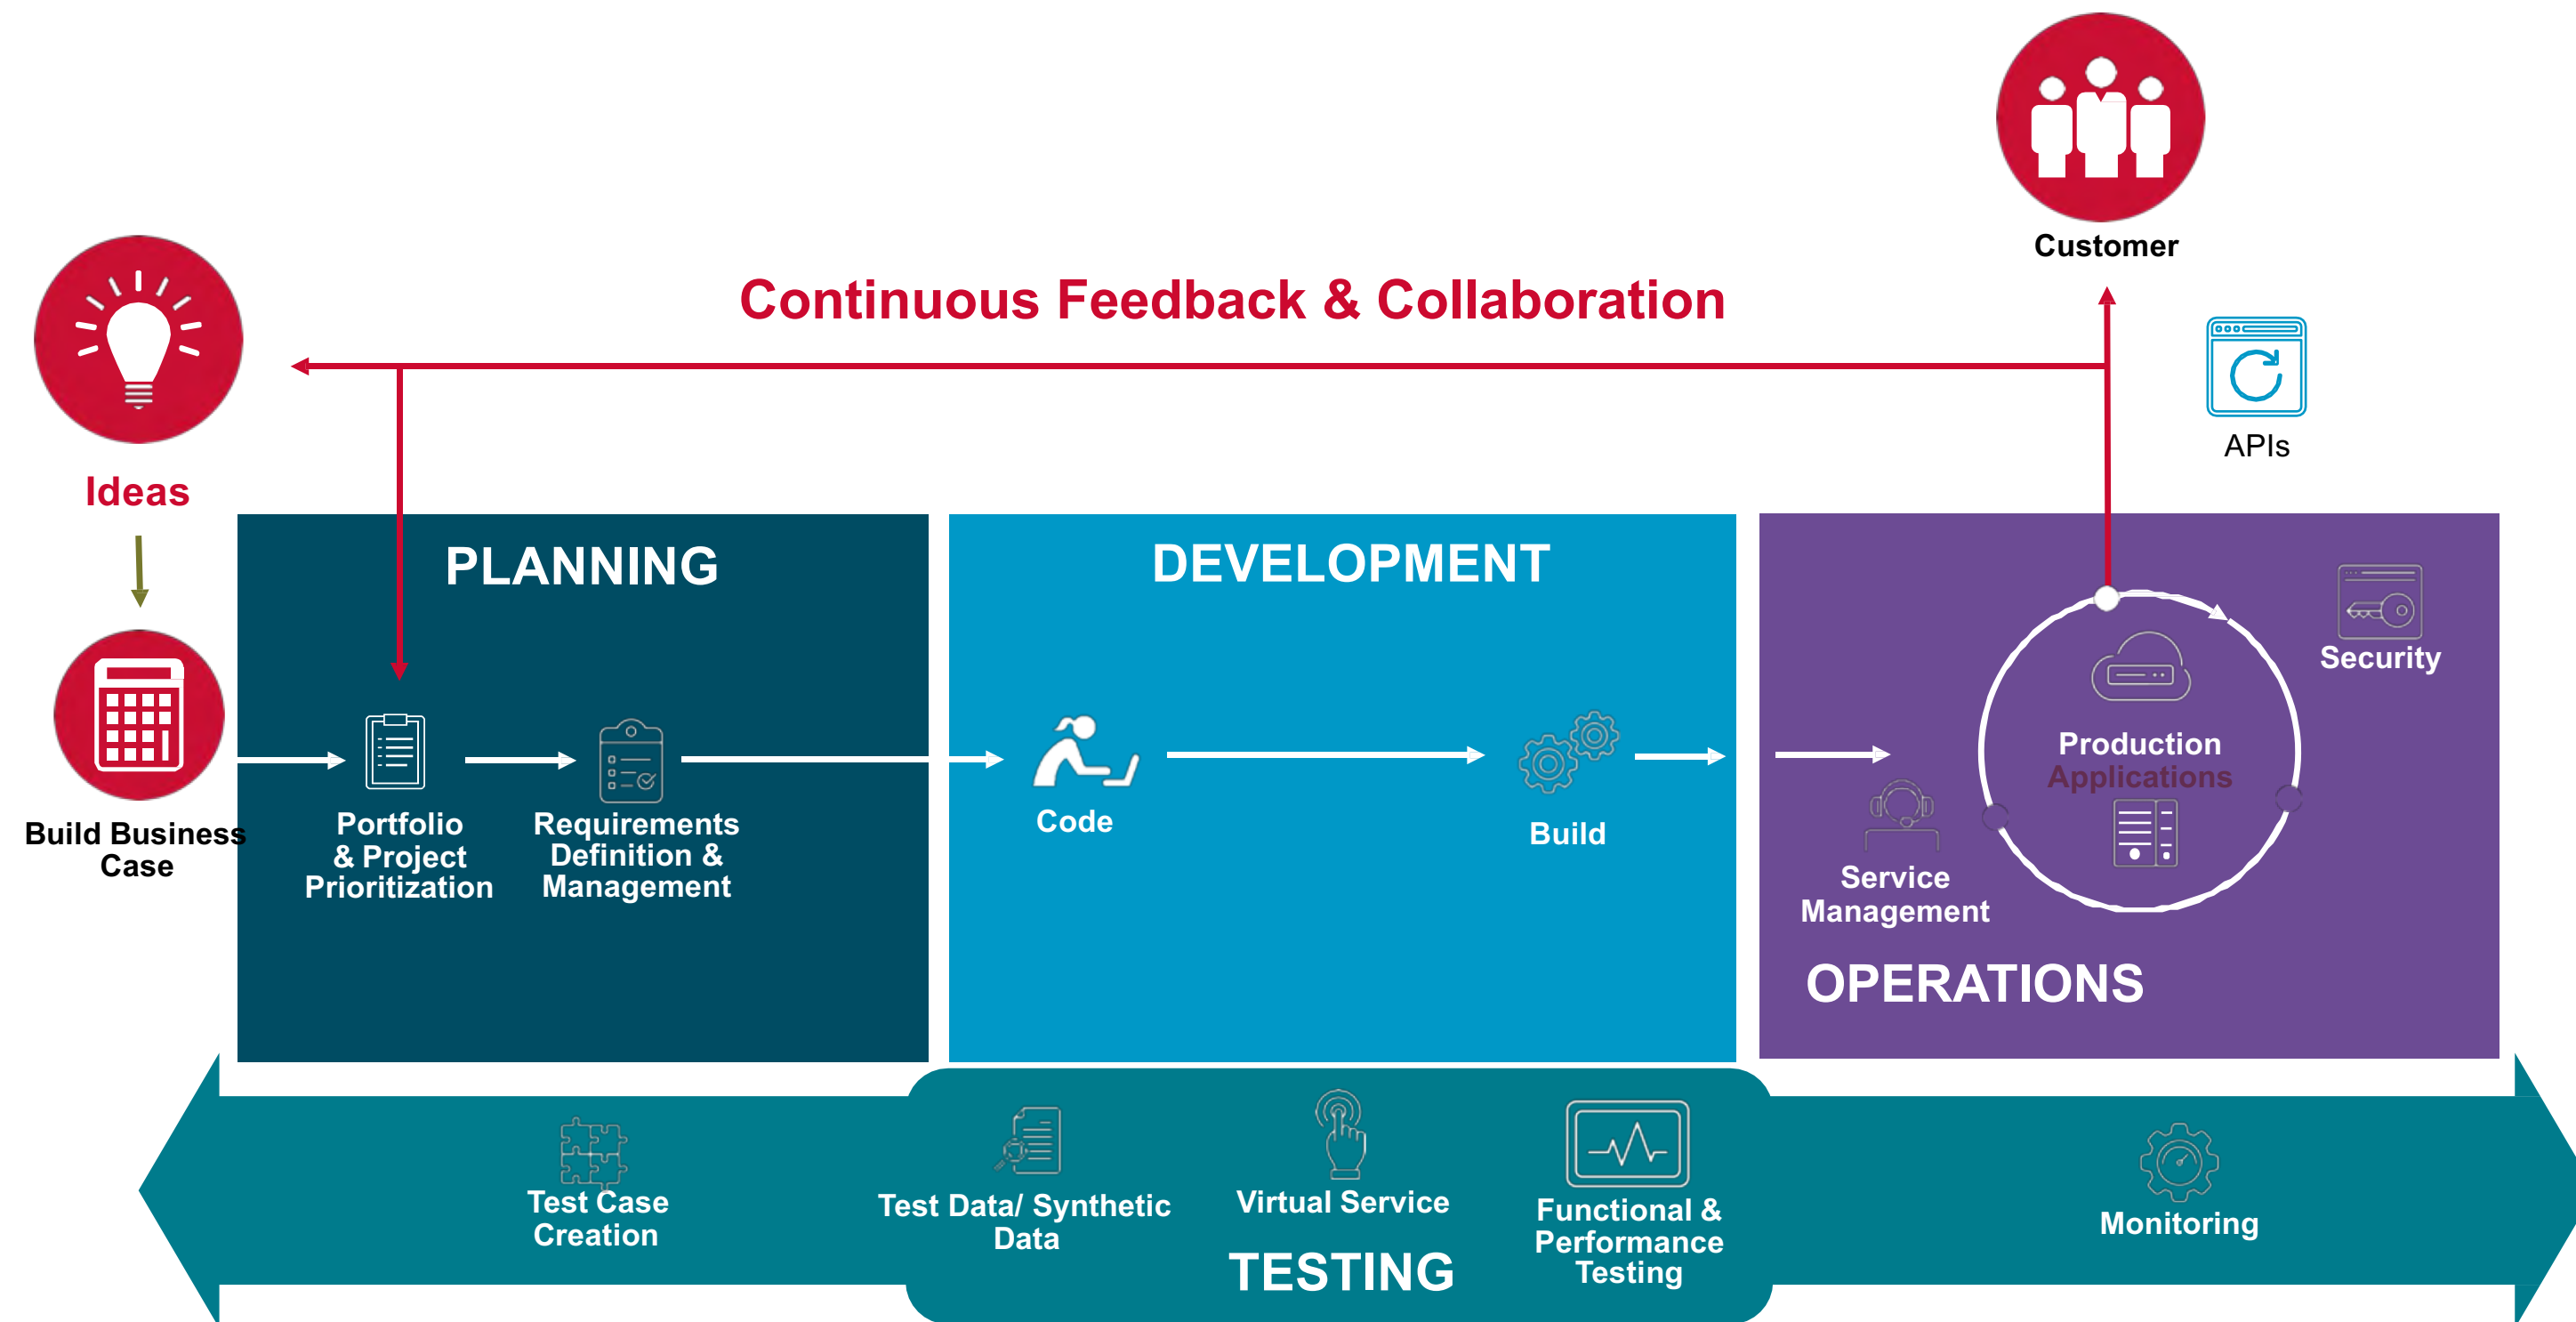 Customer
Continuous Feedback & Collaboration
APIs
Ideas
PLANNING
DEVELOPMENT
Security
Production
Applications
Build Business
Case
Portfolio
& Project
Prioritization
Requirements
Definition &
Management
Code
Build
Service
Management
OPERATIONS
Test Case
Creation
Test Data/ Synthetic
Data
Virtual Service
Functional &
Performance
Testing
TESTING
Monitoring